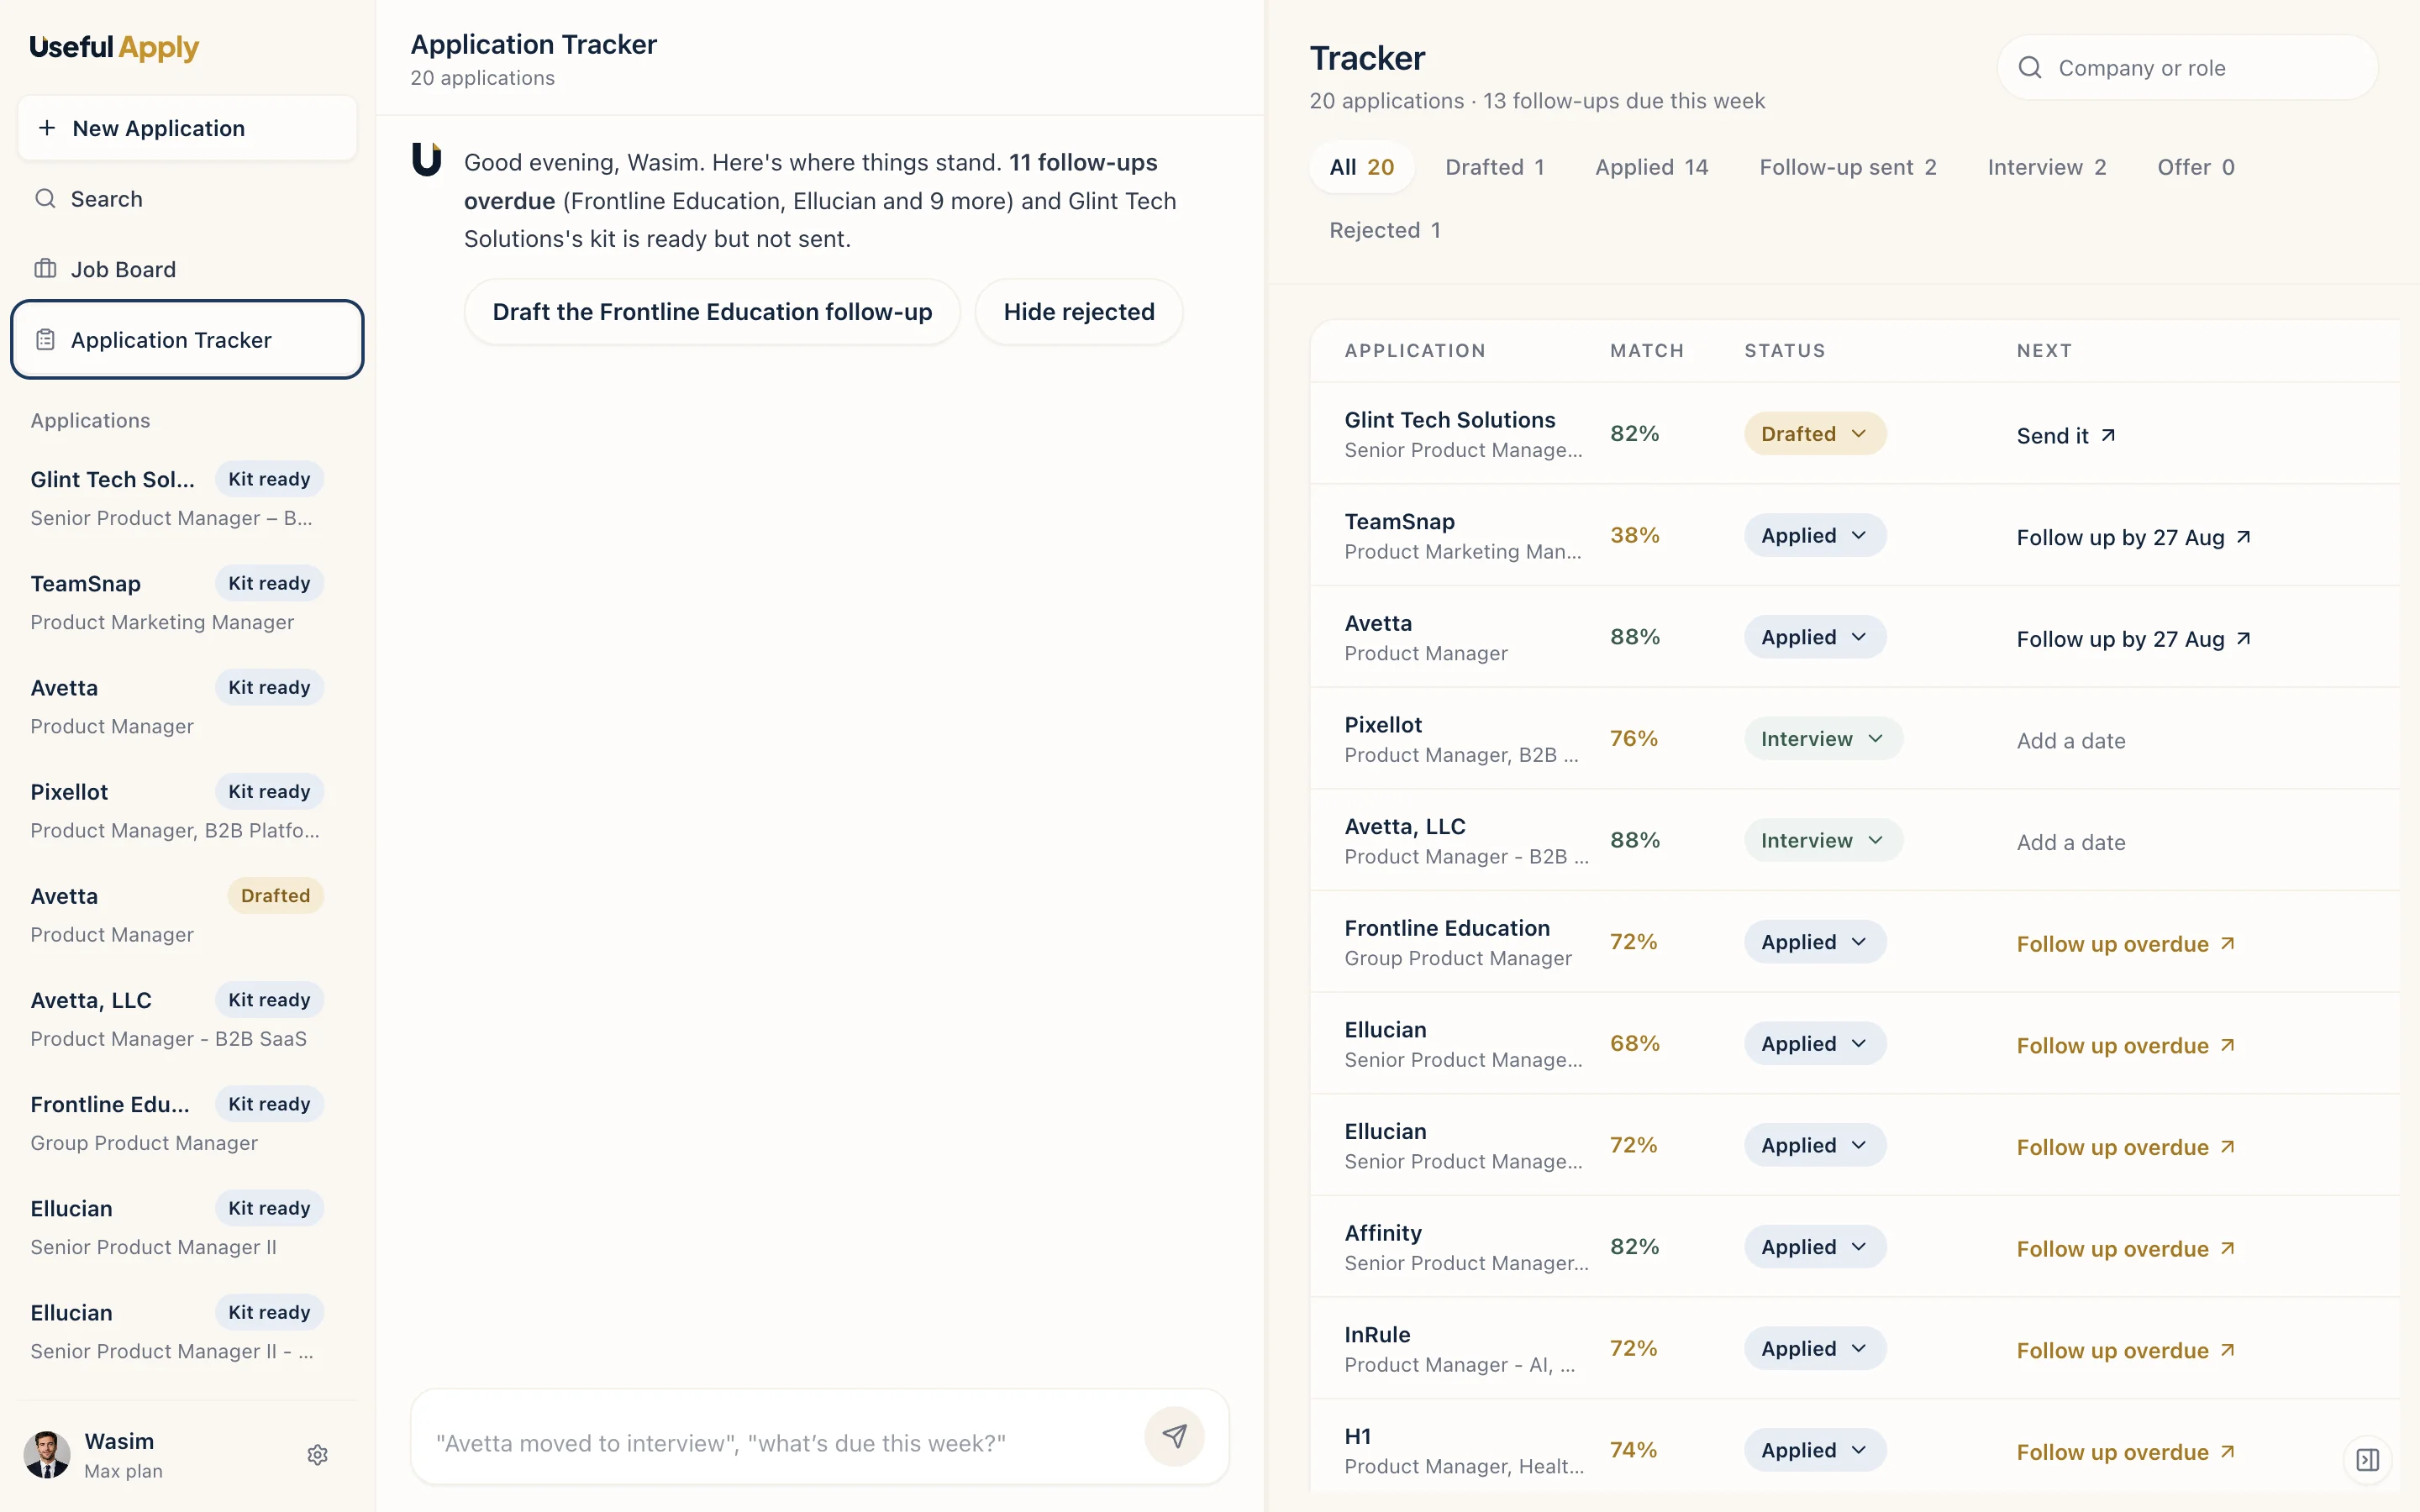 Useful Apply
New Application
Search
Job Board
Application Tracker
Applications
Glint Tech Sol... Kit ready
Senior Product Manager – B...
TeamSnap Kit ready
Product Marketing Manager
Avetta Kit ready
Product Manager
Pixellot Kit ready
Product Manager, B2B Platfo...
Avetta Drafted
Product Manager
Avetta, LLC Kit ready
Product Manager - B2B SaaS
Frontline Edu... Kit ready
Group Product Manager
Ellucian Kit ready
Senior Product Manager II
Ellucian Kit ready
Senior Product Manager II - ...
Wasim
Max plan
Application Tracker
20 applications
Good evening, Wasim. Here's where things stand. 11 follow-ups
overdue (Frontline Education, Ellucian and 9 more) and Glint Tech
Solutions's kit is ready but not sent.
Draft the Frontline Education follow-up Hide rejected
"Avetta moved to interview", "what’s due this week?"
Tracker
20 applications · 13 follow-ups due this week
Company or role
All 20 Drafted 1 Applied 14 Follow-up sent 2 Interview 2 Offer 0
Rejected 1
APPLICATION MATCH STATUS NEXT
Glint Tech Solutions
Senior Product Manage... 82% Drafted Send it
TeamSnap
Product Marketing Man... 38% Applied Follow up by 27 Aug
Avetta
Product Manager 88% Applied Follow up by 27 Aug
Pixellot
Product Manager, B2B ... 76% Interview Add a date
Avetta, LLC
Product Manager - B2B ... 88% Interview Add a date
Frontline Education
Group Product Manager 72% Applied Follow up overdue
Ellucian
Senior Product Manage... 68% Applied Follow up overdue
Ellucian
Senior Product Manage... 72% Applied Follow up overdue
Affinity
Senior Product Manager... 82% Applied Follow up overdue
InRule
Product Manager - AI, ... 72% Applied Follow up overdue
H1
Product Manager, Healt... 74% Applied Follow up overdue